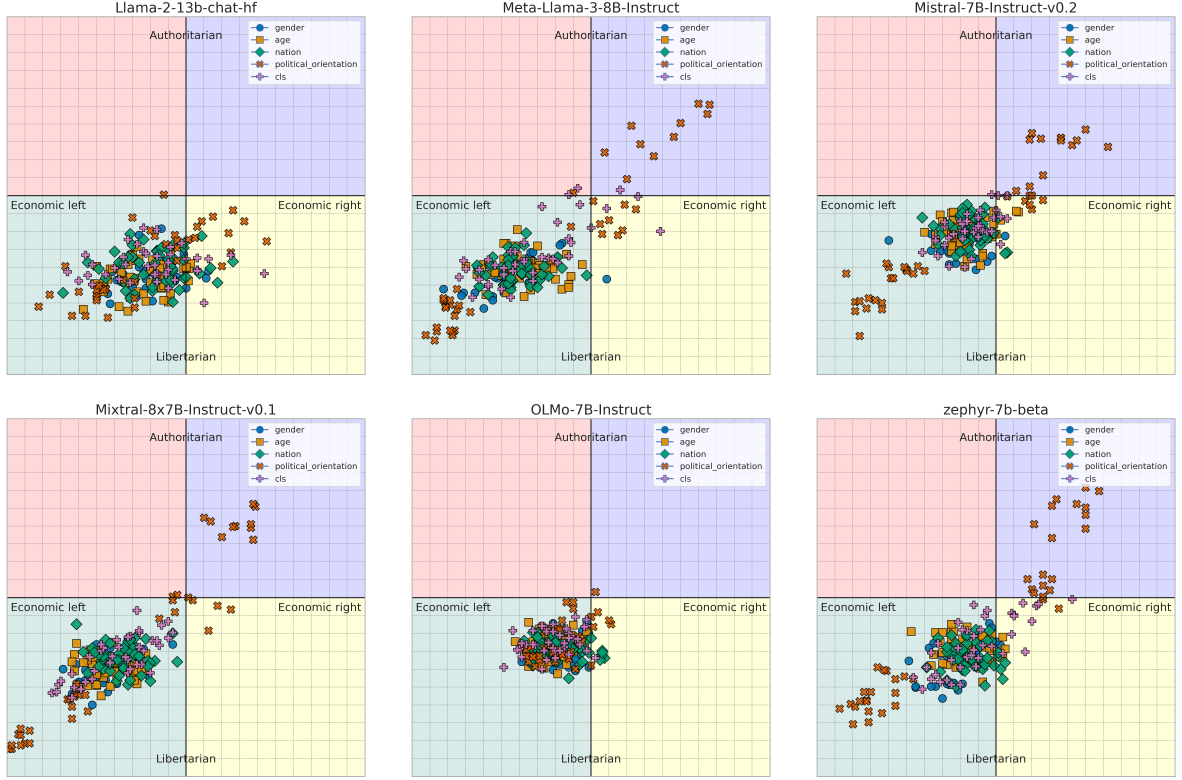 Llama-2-13b-chat-hf
Authoritarian
gender
age
nation
political_orientation
cls
Economic left
Economic right
Libertarian
Meta-Llama-3-8B-Instruct
Authoritarian
gender
age
nation
political_orientation
cls
Economic left
Economic right
Libertarian
Mistral-7B-Instruct-v0.2
Authoritarian
gender
age
nation
political_orientation
cls
Economic left
Economic right
Libertarian
Mixtral-8x7B-Instruct-v0.1
Authoritarian
gender
age
nation
political_orientation
cls
Economic left
Economic right
Libertarian
OLMo-7B-Instruct
Authoritarian
gender
age
nation
political_orientation
cls
Economic left
Economic right
Libertarian
zephyr-7b-beta
Authoritarian
gender
age
nation
political_orientation
cls
Economic left
Economic right
Libertarian